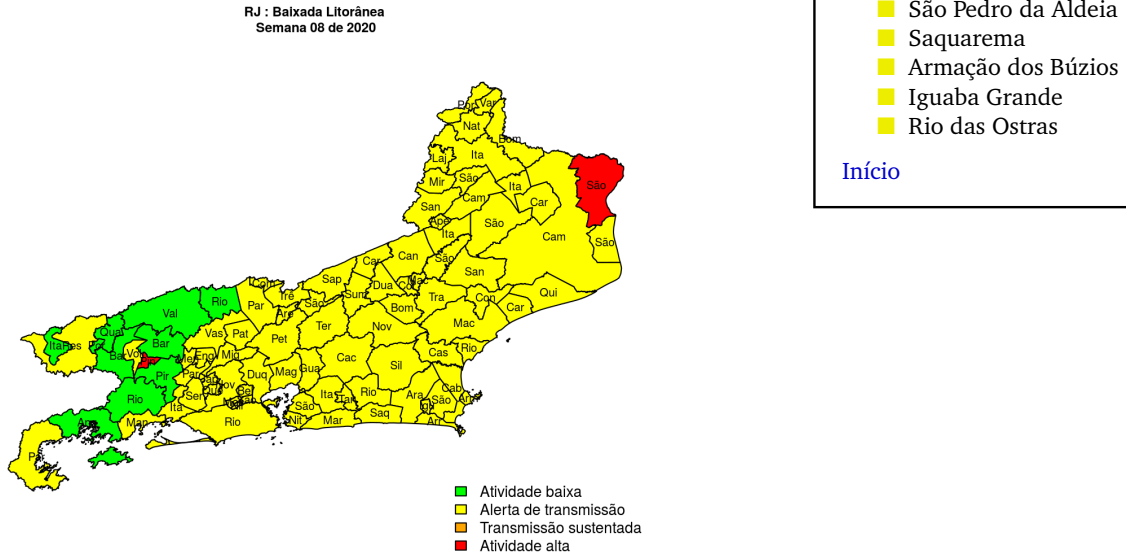 RJ : Baixada Litorânea
Semana 08 de 2020
São Pedro da Aldeia
Saquarema
Armação dos Búzios
Iguaba Grande
Rio das Ostras
Início
Por Var
Nat
Bom
Laj Ita
Mir São Ita
San Cam Car
São
Ape
Ita Cam São
São
Car Can
San
Sap Dua Mac
Sum Tra Con Qui
Com Trê São Bom Car
Rio Par
Val
Ter Nov Mac
Qua Vas Pat Pet
Bar Cas Rio
Ita Res
Vol Eng Mig Cac Sil
Pir Duq Mag Gua
Cab
Rio Ser Ita Tan Rio Ara São
Itá São Saq
Man Rio Nit Mar Arr
Ang
Atividade baixa
Alerta de transmissão
Transmissão sustentada
Atividade alta